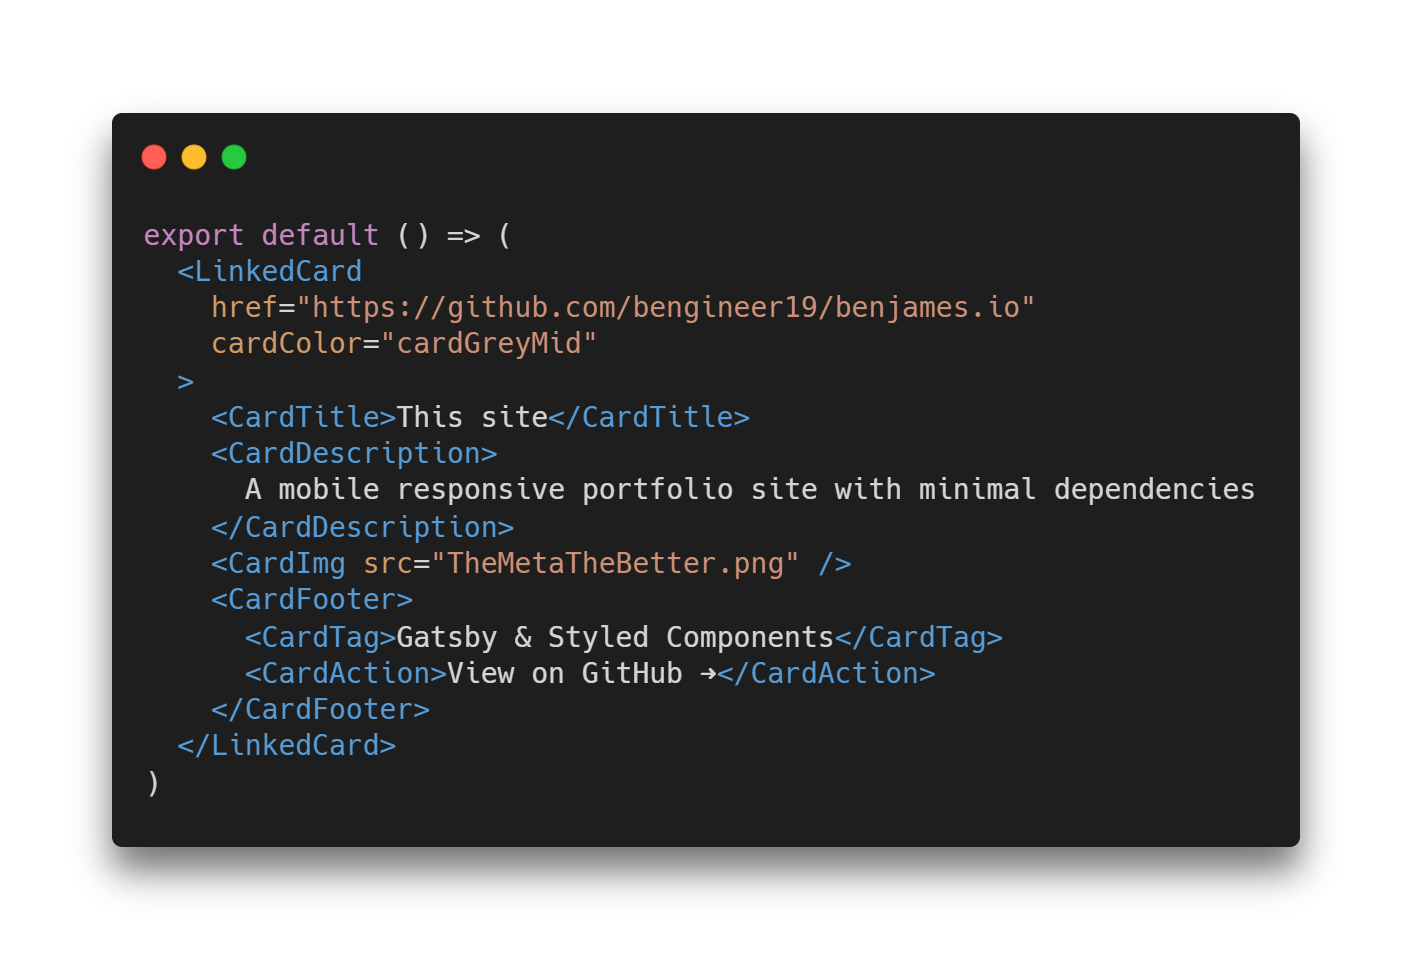 export default () => (
  <LinkedCard
    href="https://github.com/bengineer19/benjames.io"
    cardColor="cardGreyMid"
  >
    <CardTitle>This site</CardTitle>
    <CardDescription>
      A mobile responsive portfolio site with minimal dependencies
    </CardDescription>
    <CardImg src="TheMetaTheBetter.png" />
    <CardFooter>
      <CardTag>Gatsby & Styled Components</CardTag>
      <CardAction>View on GitHub ➜</CardAction>
    </CardFooter>
  </LinkedCard>
)